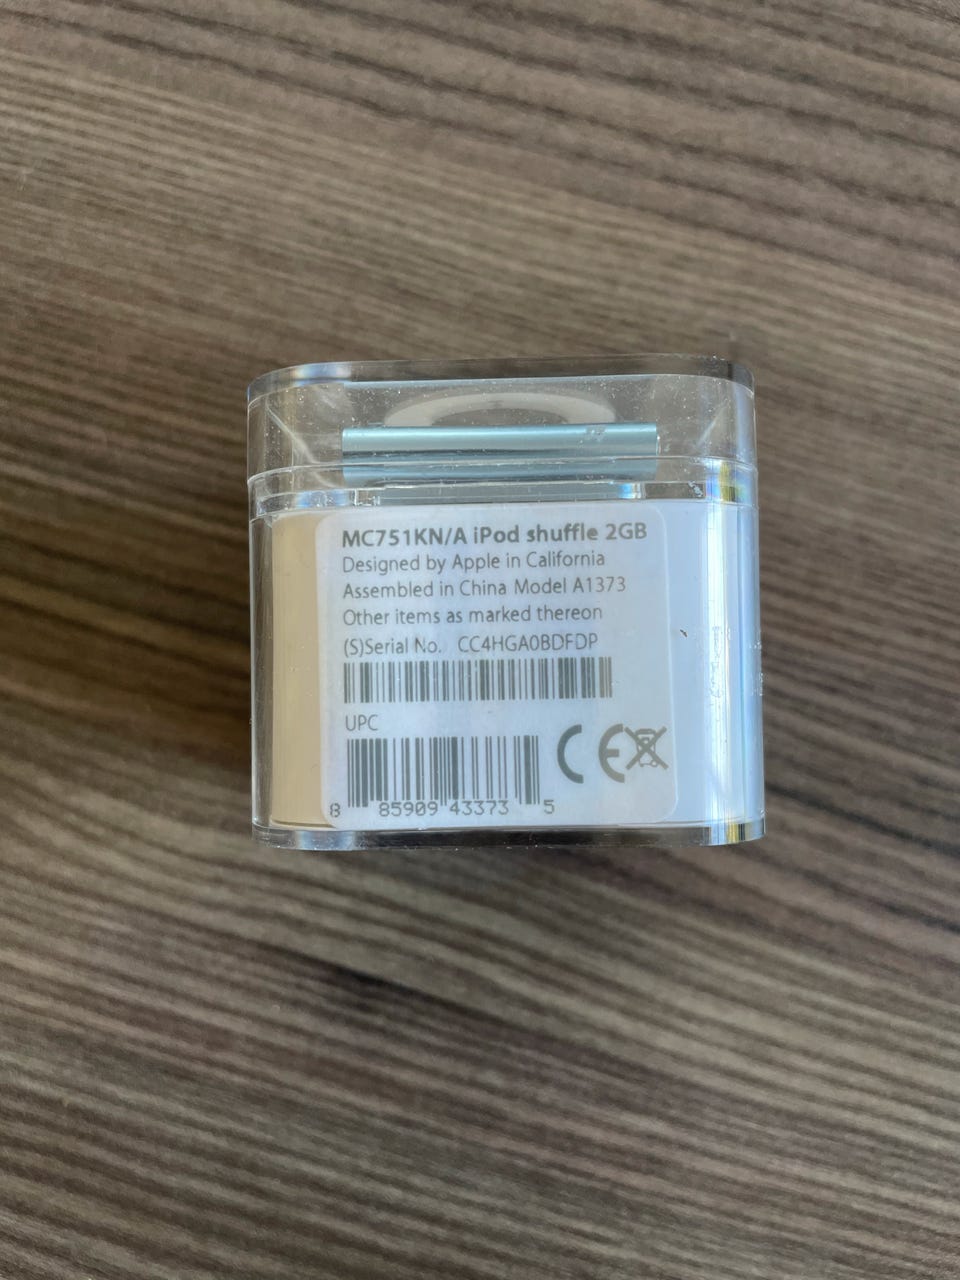 MC751KN/A iPod shuffle 2GB
Designed by Apple in California
Assembled in China Model A1373
Other items as marked thereon
(S)Serial No. CC4HGA0BDFDP
UPC
8 85909 43373 5
CE